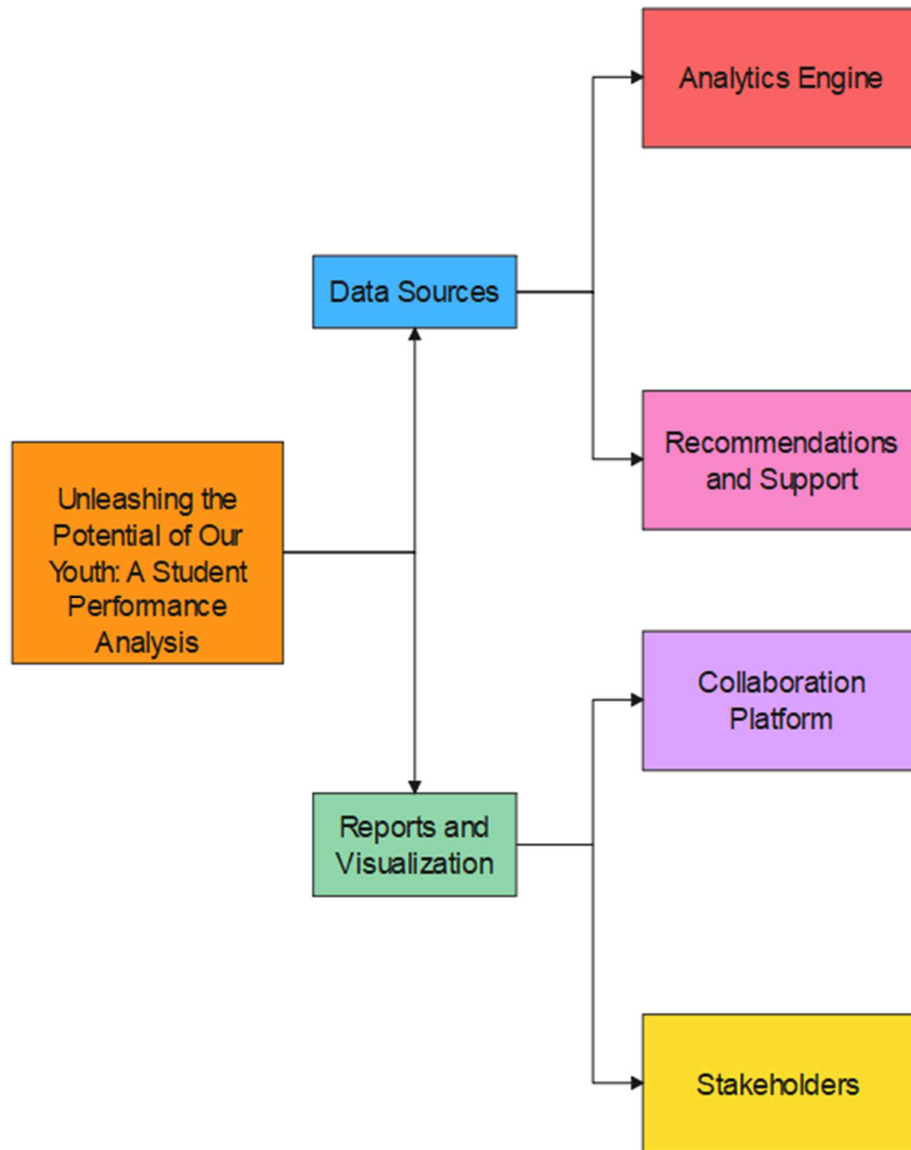 Analytics Engine
Data Sources
Recommendations
and Support
Unleashing the
Potential of Our
Youth: A Student
Performance
Analysis
Collaboration
Platform
Reports and
Visualization
Stakeholders